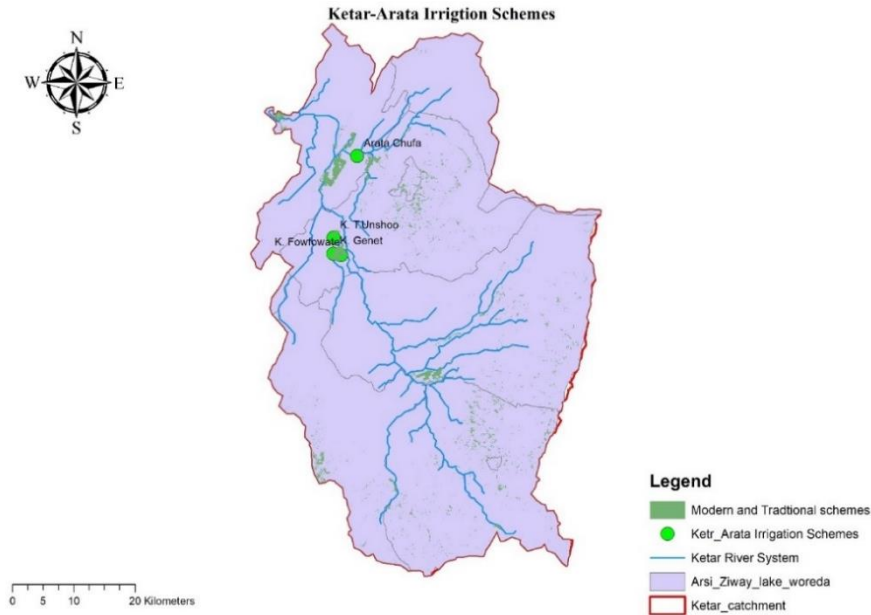 Ketar-Arata Irrigtion Schemes
N
W E
S
Arata Chufa
K. T.Unshoo
K. Fowfowate K. Genet
Legend
Modern and Tradtional schemes
Ketr_Arata Irrigation Schemes
Ketar River System
Arsi_Ziway_lake_woreda
Ketar_catchment
0 5 10 20 Kilometers